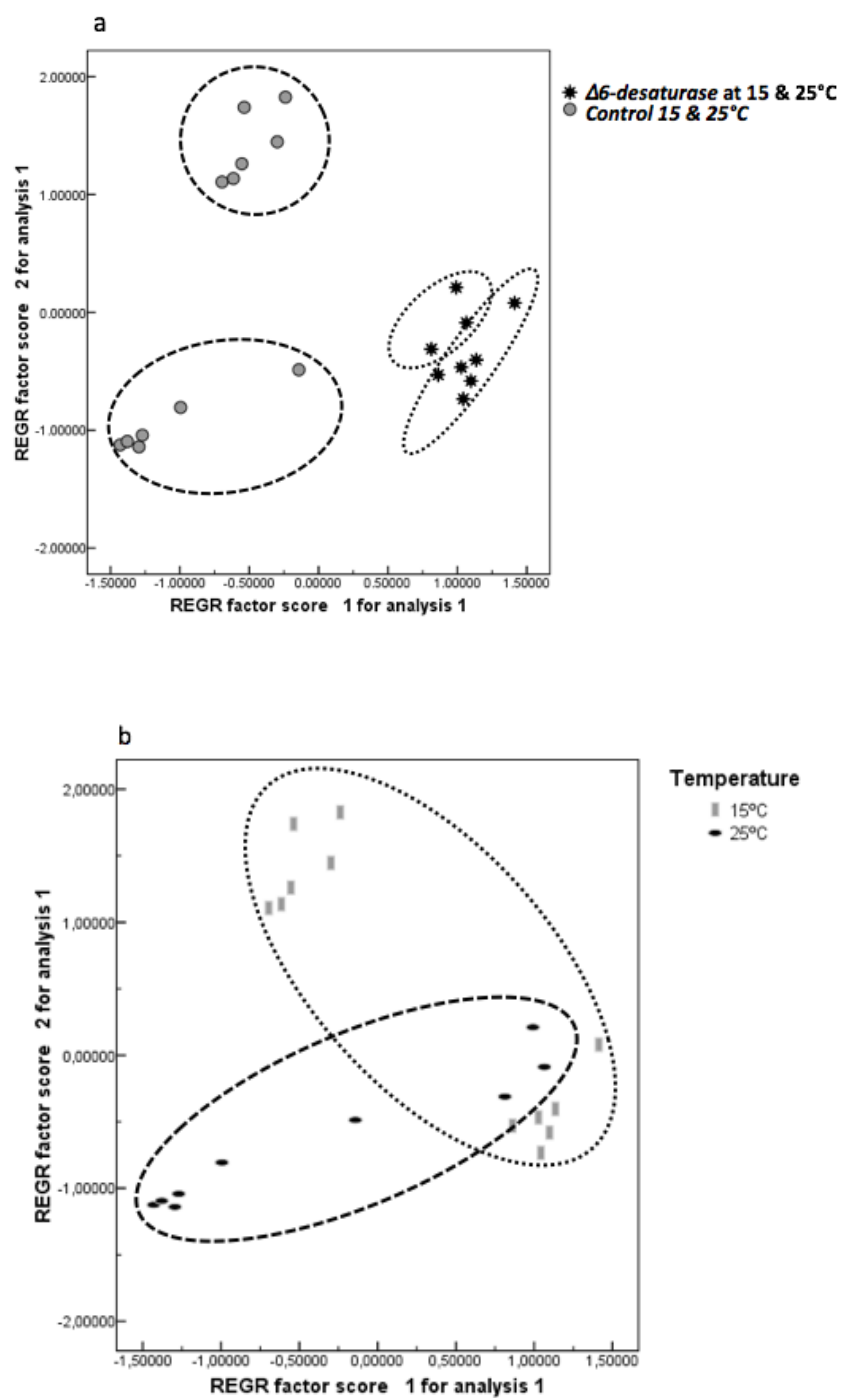 a
2.00000
1.00000
0.00000
-1.00000
-2.00000
REGR factor score 2 for analysis 1
-1.50000 -1.00000 -0.50000 0.00000 0.50000 1.00000 1.50000
REGR factor score 1 for analysis 1
Δ6-desaturase at 15 & 25°C
Control 15 & 25°C
b
2,00000
1,00000
0,00000
-1,00000
-2,00000
REGR factor score 2 for analysis 1
-1,50000 -1,00000 -0,50000 0,00000 0,50000 1,00000 1,50000
REGR factor score 1 for analysis 1
Temperature
15ºC
25ºC